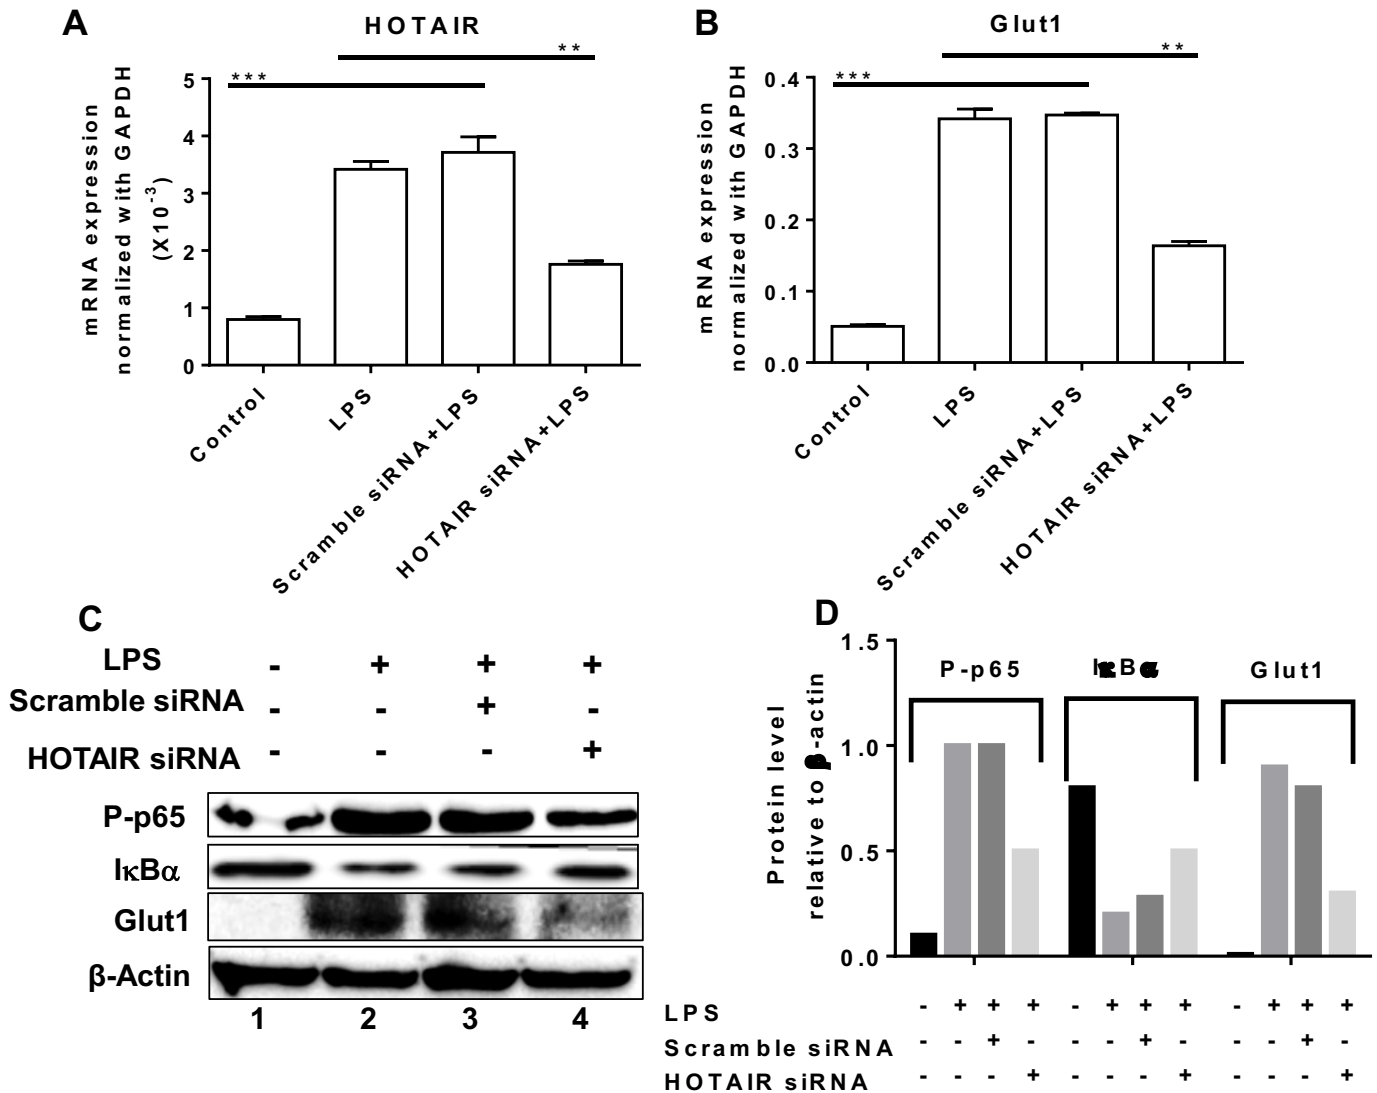 A
HOTAIR
mRNA expression
normalized with GAPDH
(X10-3)
***
**
5
4
3
2
1
0
Control
LPS
Scramble siRNA+LPS
HOTAIR siRNA+LPS
B
Glut1
mRNA expression
normalized with GAPDH
***
**
0.4
0.3
0.2
0.1
0.0
Control
LPS
Scramble siRNA+LPS
HOTAIR siRNA+LPS
C
LPS - + + +
Scramble siRNA - - + -
HOTAIR siRNA - - - +
P-p65
IκBα
Glut1
β-Actin
1 2 3 4
D
Protein level
relative to β-actin
1.5
1.0
0.5
0.0
P-p65 IκBα Glut1
LPS - + + + - + + + - + + +
Scramble siRNA - - + - - - + - - - + -
HOTAIR siRNA - - - + - - - + - - - +